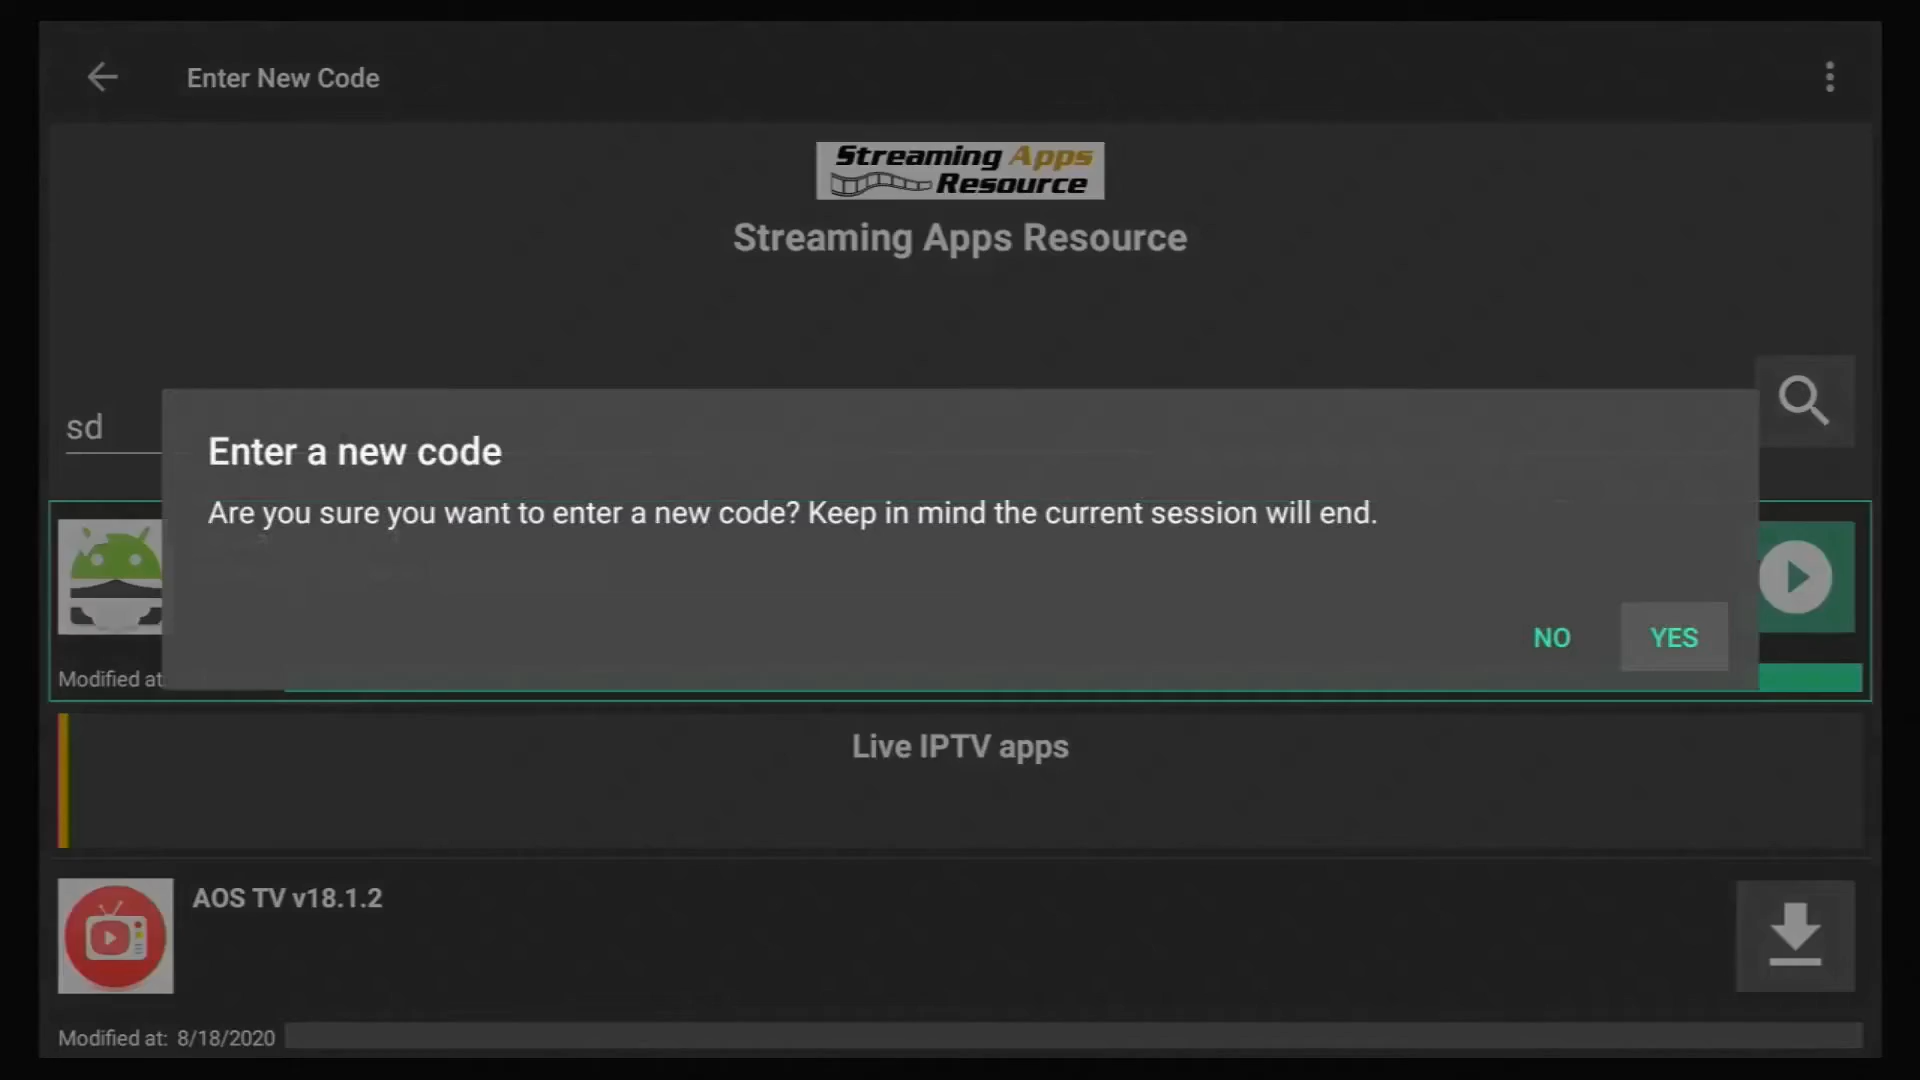 Enter New Code
Streaming Apps
Resource
Streaming Apps Resource
sd
Enter a new code
Are you sure you want to enter a new code? Keep in mind the current session will end.
NO
YES
Modified at
Live IPTV apps
AOS TV v18.1.2
Modified at: 8/18/2020